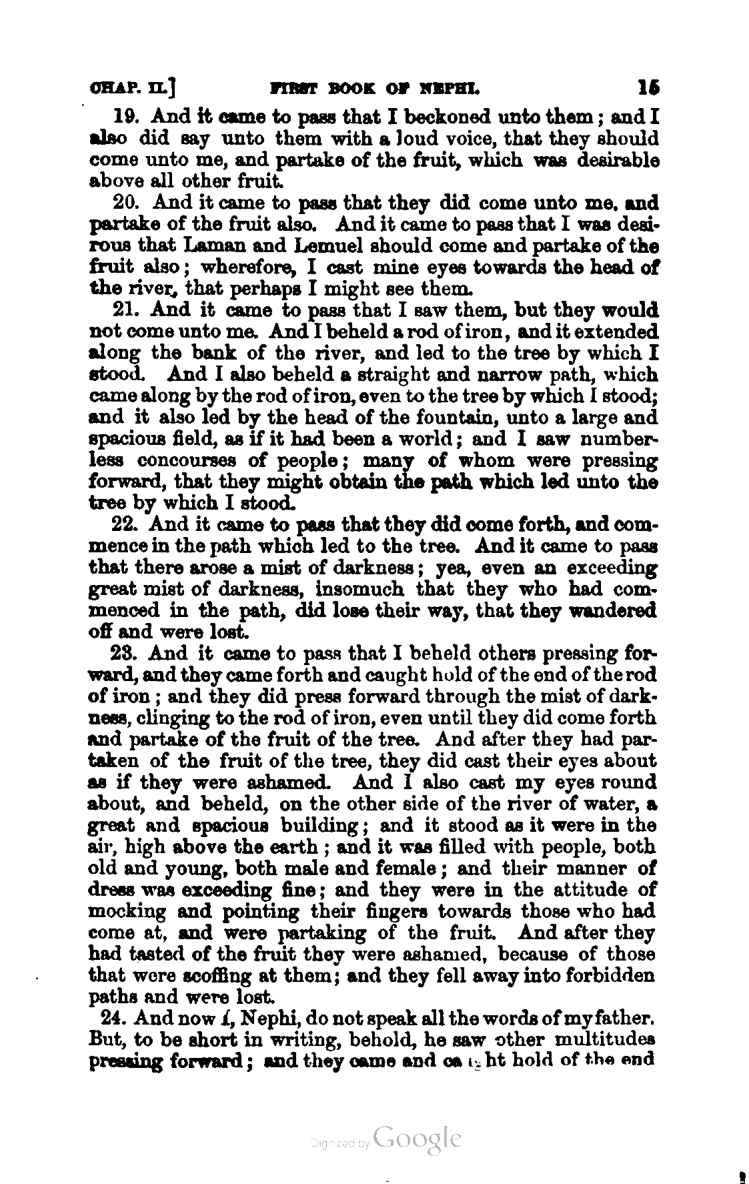 CHAP. II.] FIRST BOOK OF NEPHI. 15
19. And it came to pass that I beckoned unto them; and I
also did say unto them with a loud voice, that they should
come unto me, and partake of the fruit, which was desirable
above all other fruit.
20. And it came to pass that they did come unto me, and
partake of the fruit also. And it came to pass that I was desi-
rous that Laman and Lemuel should come and partake of the
fruit also; wherefore, I cast mine eyes towards the head of
the river, that perhaps I might see them.
21. And it came to pass that I saw them, but they would
not come unto me. And I beheld a rod of iron, and it extended
along the bank of the river, and led to the tree by which I
stood. And I also beheld a straight and narrow path, which
came along by the rod of iron, even to the tree by which I stood;
and it also led by the head of the fountain, unto a large and
spacious field, as if it had been a world; and I saw number-
less concourses of people; many of whom were pressing
forward, that they might obtain the path which led unto the
tree by which I stood.
22. And it came to pass that they did come forth, and com-
mence in the path which led to the tree. And it came to pass
that there arose a mist of darkness; yea, even an exceeding
great mist of darkness, insomuch that they who had com-
menced in the path, did lose their way, that they wandered
off and were lost.
23. And it came to pass that I beheld others pressing for-
ward, and they came forth and caught hold of the end of the rod
of iron; and they did press forward through the mist of dark-
ness, clinging to the rod of iron, even until they did come forth
and partake of the fruit of the tree. And after they had par-
taken of the fruit of the tree, they did cast their eyes about
as if they were ashamed. And I also cast my eyes round
about, and beheld, on the other side of the river of water, a
great and spacious building; and it stood as it were in the
air, high above the earth; and it was filled with people, both
old and young, both male and female; and their manner of
dress was exceeding fine; and they were in the attitude of
mocking and pointing their fingers towards those who had
come at, and were partaking of the fruit. And after they
had tasted of the fruit they were ashamed, because of those
that were scoffing at them; and they fell away into forbidden
paths and were lost.
24. And now I, Nephi, do not speak all the words of my father.
But, to be short in writing, behold, he saw other multitudes
pressing forward; and they came and caught hold of the end
Digitized by Google